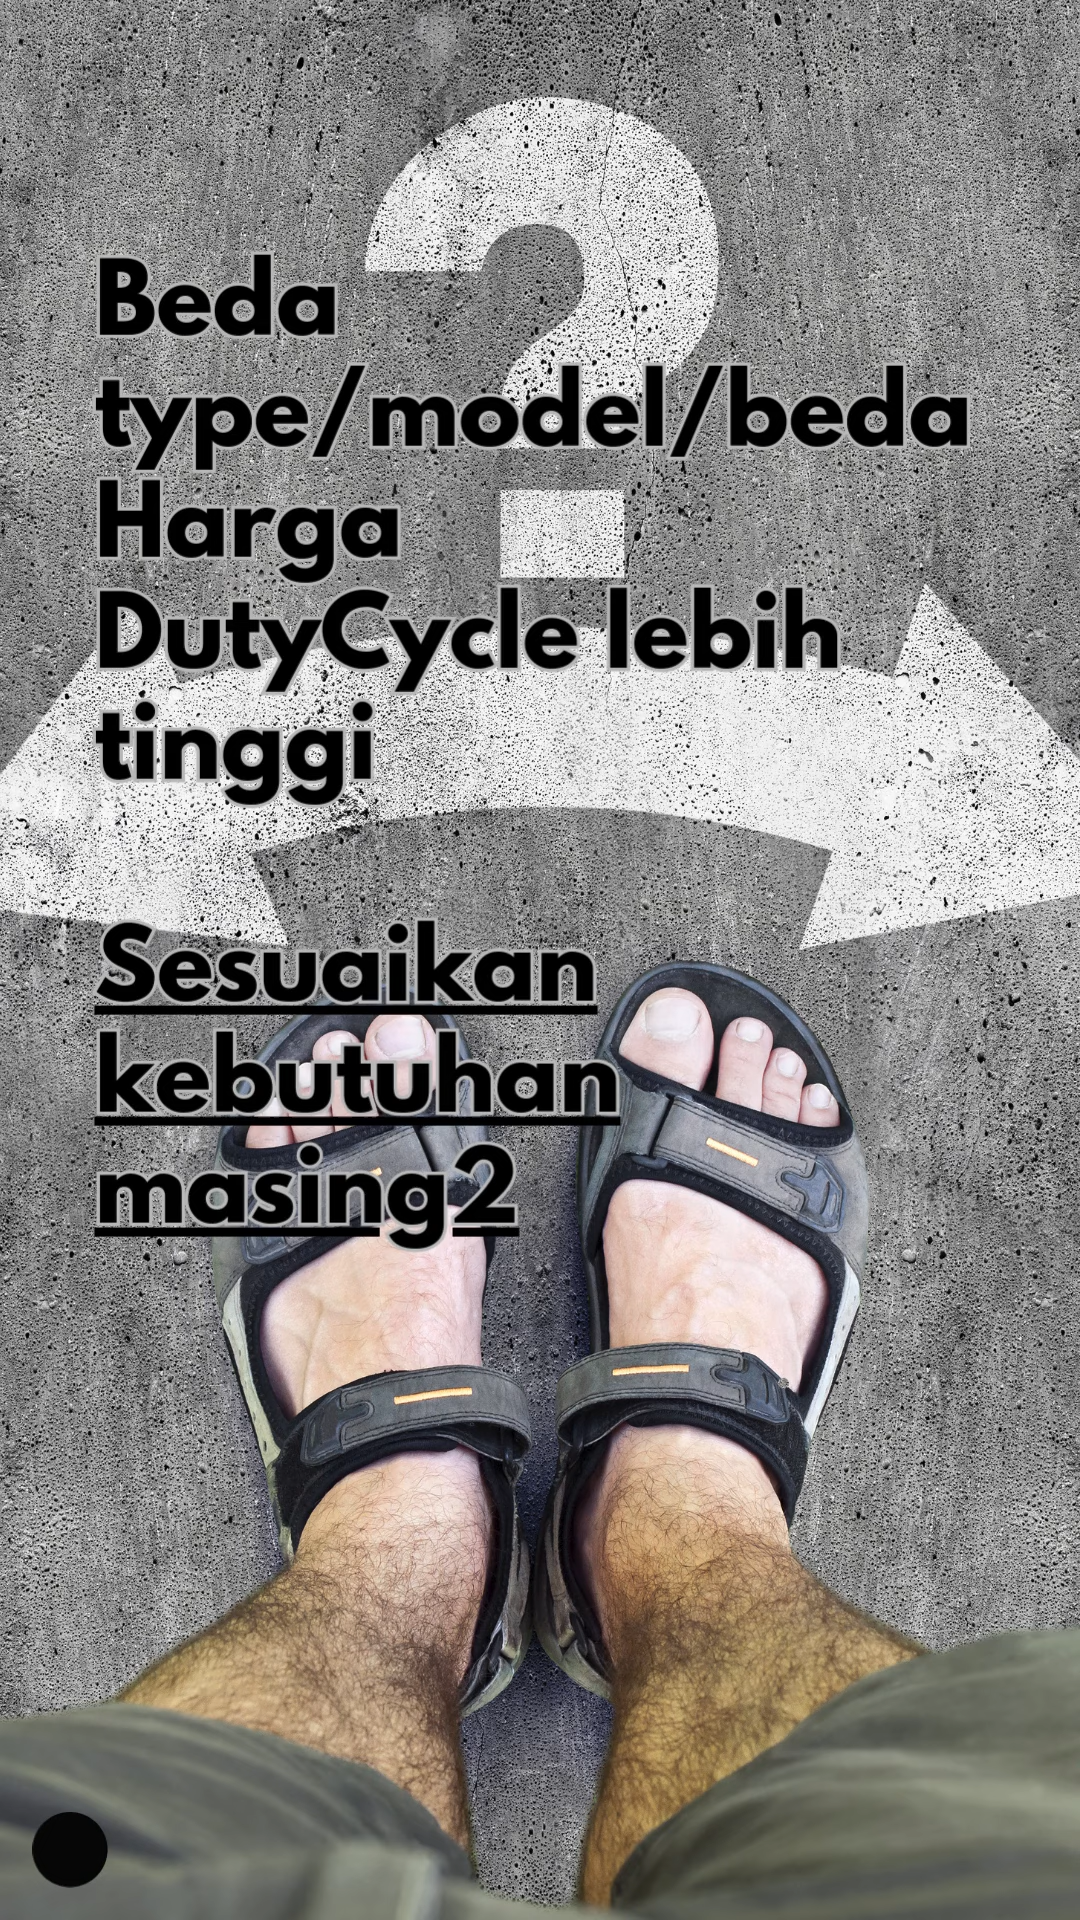 Beda
type/model/beda
Harga
DutyCycle lebih
tinggi
Sesuaikan
kebutuhan
masing2